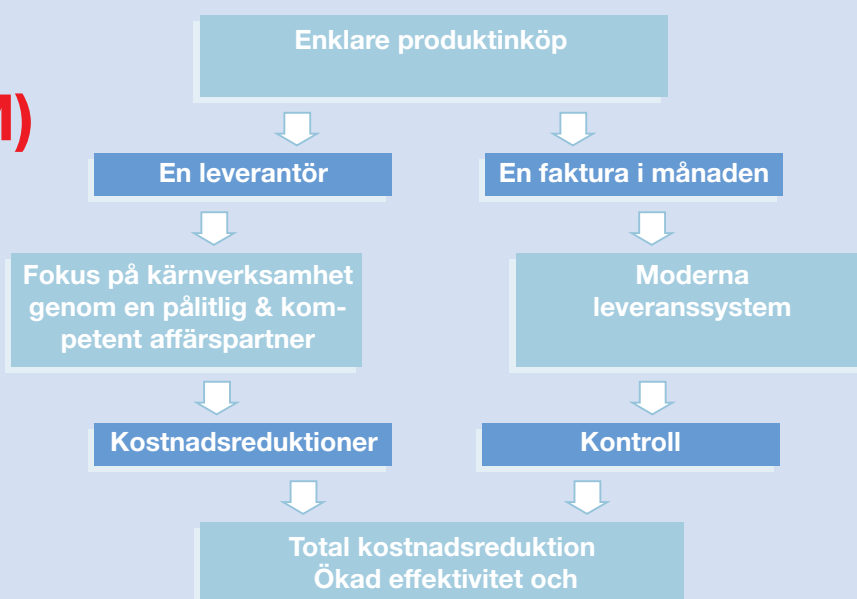 Enklare produktinköp
M)
En leverantör
En faktura i månaden
Fokus på kärnverksamhet
genom en pålitlig & kom-
petent affärspartner
Moderna
leveranssystem
Kostnadsreduktioner
Kontroll
Total kostnadsreduktion
Ökad effektivitet och